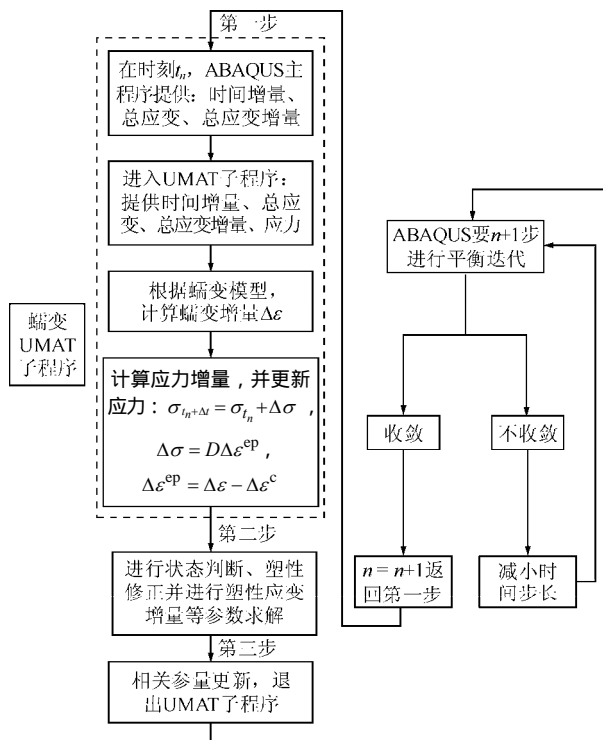 第一步
在时刻tₙ，ABAQUS主
程序提供：时间增量、
总应变、总应变增量
进入UMAT子程序：
提供时间增量、总应
变、总应变增量、应力
根据蠕变模型，
计算蠕变增量Δε
蠕变
UMAT
子程序
计算应力增量，并更新
应力：σ_{tₙ+Δt} = σ_{tₙ} + Δσ，
Δσ = DΔε^{ep}，
Δε^{ep} = Δε − Δε^{c}
第二步
进行状态判断、塑性
修正并进行塑性应变
增量等参数求解
第三步
相关参量更新，退
出UMAT子程序
ABAQUS要n+1步
进行平衡迭代
收敛
不收敛
n = n+1返
回第一步
减小时
间步长